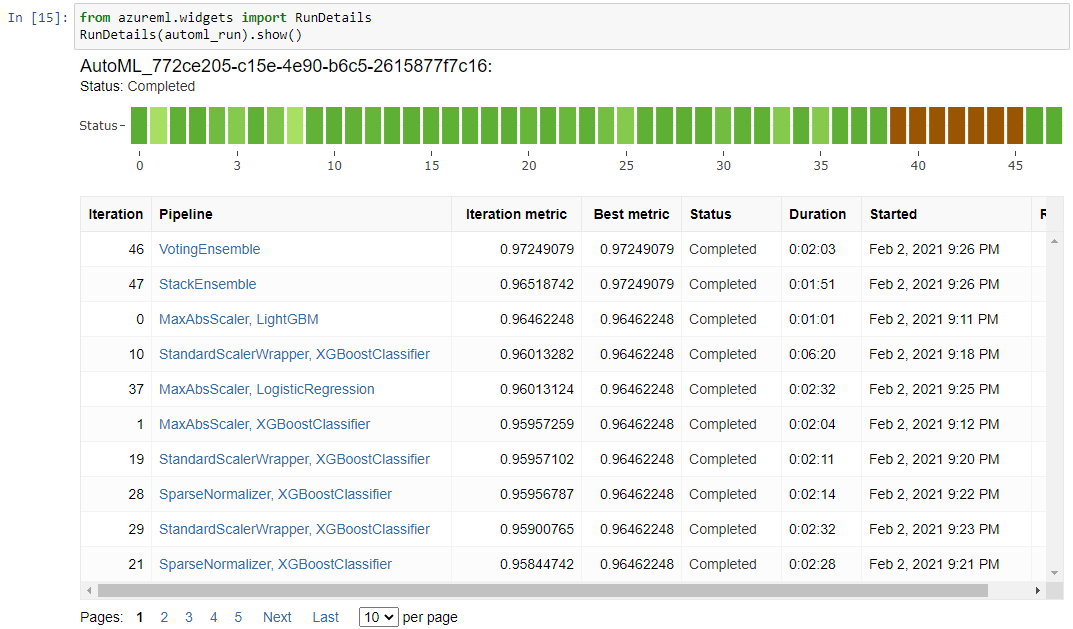 In [15]: from azureml.widgets import RunDetails
RunDetails(automl_run).show()
AutoML_772ce205-c15e-4e90-b6c5-2615877f7c16:
Status: Completed
Status
0 3 10 15 20 25 30 35 40 45
Iteration Pipeline Iteration metric Best metric Status Duration Started
46 VotingEnsemble 0.97249079 0.97249079 Completed 0:02:03 Feb 2, 2021 9:26 PM
47 StackEnsemble 0.96518742 0.97249079 Completed 0:01:51 Feb 2, 2021 9:26 PM
0 MaxAbsScaler, LightGBM 0.96462248 0.96462248 Completed 0:01:01 Feb 2, 2021 9:11 PM
10 StandardScalerWrapper, XGBoostClassifier 0.96013282 0.96462248 Completed 0:06:20 Feb 2, 2021 9:18 PM
37 MaxAbsScaler, LogisticRegression 0.96013124 0.96462248 Completed 0:02:32 Feb 2, 2021 9:25 PM
1 MaxAbsScaler, XGBoostClassifier 0.95957259 0.96462248 Completed 0:02:04 Feb 2, 2021 9:12 PM
19 StandardScalerWrapper, XGBoostClassifier 0.95957102 0.96462248 Completed 0:02:11 Feb 2, 2021 9:20 PM
28 SparseNormalizer, XGBoostClassifier 0.95956787 0.96462248 Completed 0:02:14 Feb 2, 2021 9:22 PM
29 StandardScalerWrapper, XGBoostClassifier 0.95900765 0.96462248 Completed 0:02:32 Feb 2, 2021 9:23 PM
21 SparseNormalizer, XGBoostClassifier 0.95844742 0.96462248 Completed 0:02:28 Feb 2, 2021 9:21 PM
Pages: 1 2 3 4 5 Next Last 10 per page